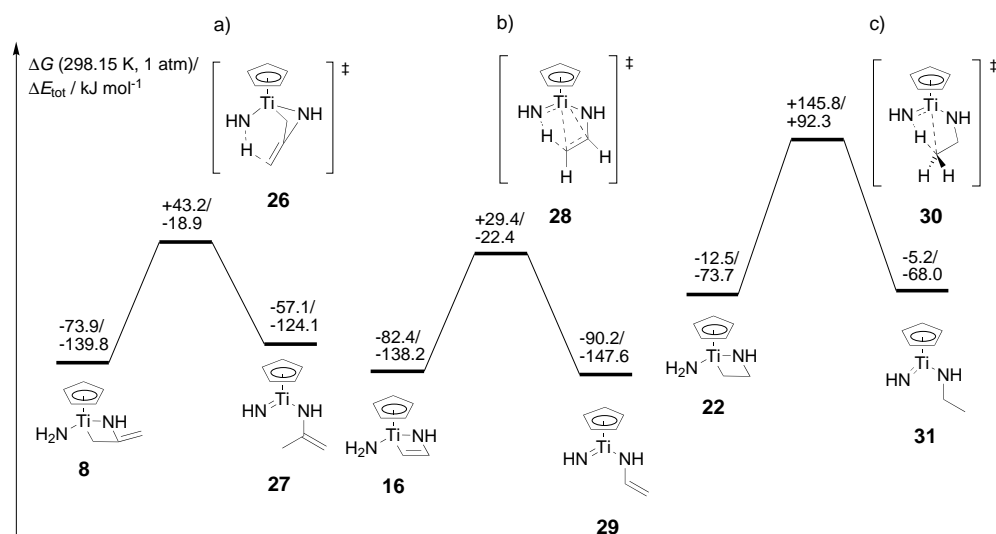 a)
b)
c)
ΔG (298.15 K, 1 atm)/
ΔE_tot / kJ mol⁻¹
‡
Ti
HN
NH
H
26
‡
HN
Ti
NH
H
H
H
28
‡
HN
Ti
NH
H
H
H
30
+43.2/
-18.9
+29.4/
-22.4
+145.8/
+92.3
-73.9/
-139.8
-57.1/
-124.1
-82.4/
-138.2
-90.2/
-147.6
-12.5/
-73.7
-5.2/
-68.0
Ti
NH
H₂N
8
Ti
HN
NH
27
Ti
NH
H₂N
16
Ti
HN
NH
29
Ti
NH
H₂N
22
Ti
HN
NH
31